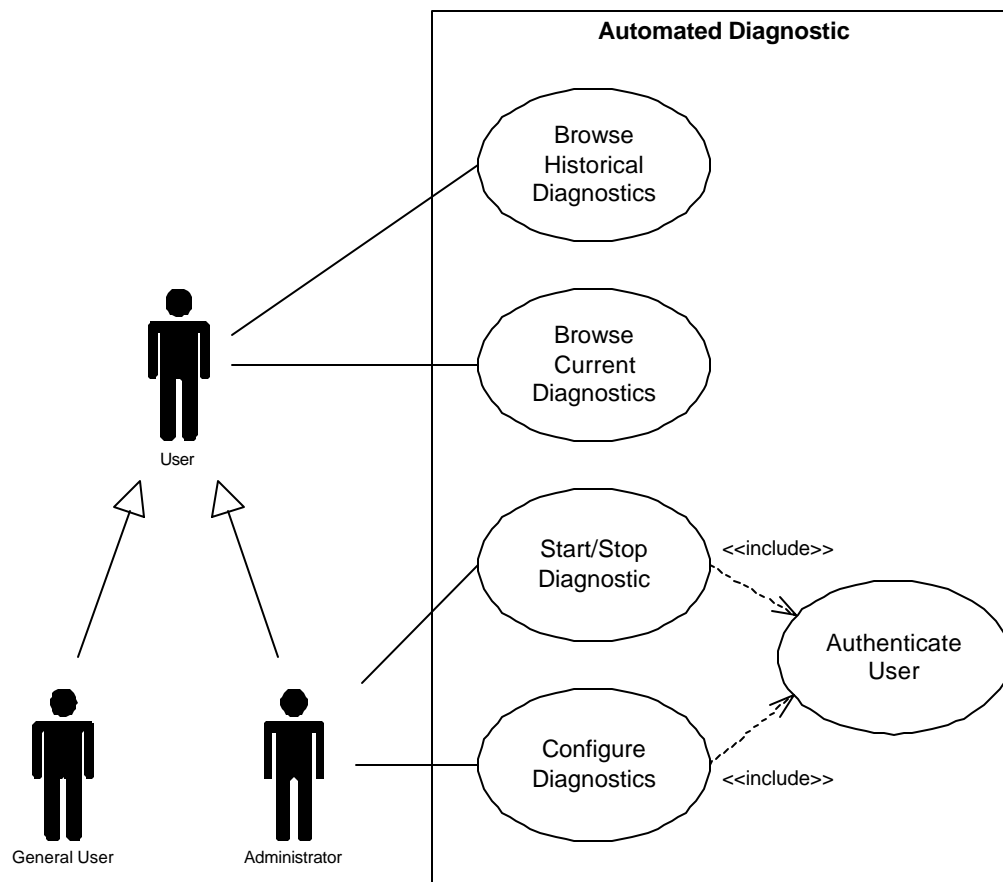 Automated Diagnostic
Browse
Historical
Diagnostics
Browse
Current
Diagnostics
User
Start/Stop
Diagnostic
<<include>>
Authenticate
User
Configure
Diagnostics
<<include>>
General User
Administrator